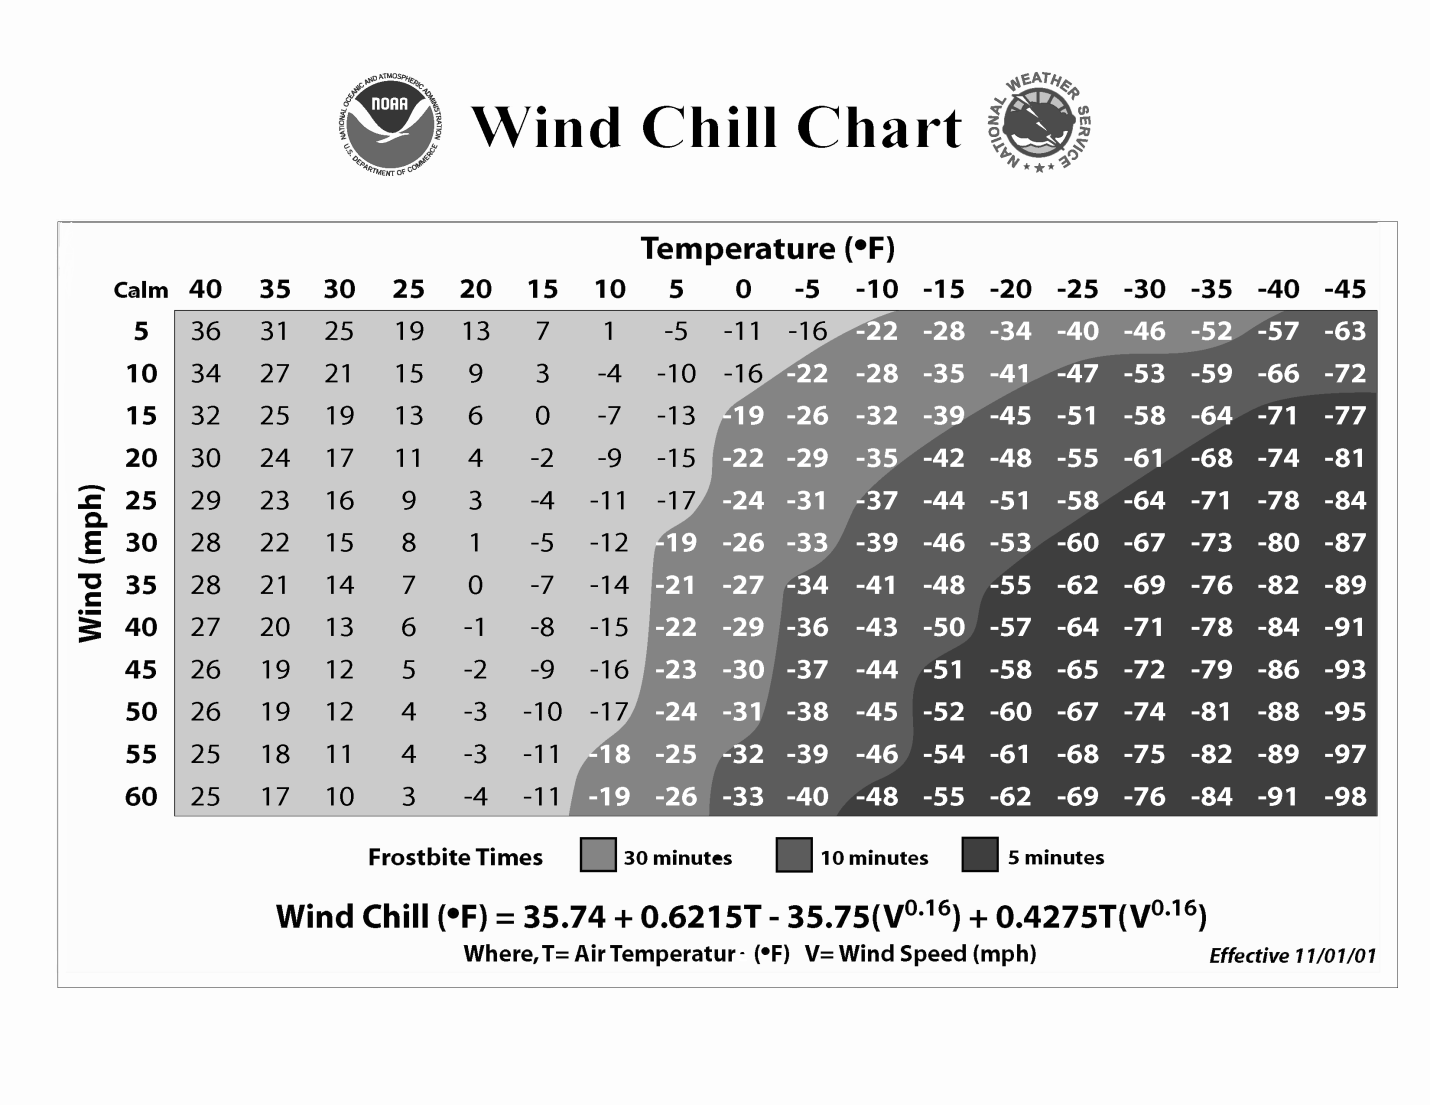 NATIONAL OCEANIC AND ATMOSPHERIC ADMINISTRATION
NOAA
U.S. DEPARTMENT OF COMMERCE
Wind Chill Chart
NATIONAL WEATHER SERVICE
Temperature (•F)
Calm 40 35 30 25 20 15 10 5 0 -5 -10 -15 -20 -25 -30 -35 -40 -45
Wind (mph)
5 36 31 25 19 13 7 1 -5 -11 -16 -22 -28 -34 -40 -46 -52 -57 -63
10 34 27 21 15 9 3 -4 -10 -16 -22 -28 -35 -41 -47 -53 -59 -66 -72
15 32 25 19 13 6 0 -7 -13 -19 -26 -32 -39 -45 -51 -58 -64 -71 -77
20 30 24 17 11 4 -2 -9 -15 -22 -29 -35 -42 -48 -55 -61 -68 -74 -81
25 29 23 16 9 3 -4 -11 -17 -24 -31 -37 -44 -51 -58 -64 -71 -78 -84
30 28 22 15 8 1 -5 -12 -19 -26 -33 -39 -46 -53 -60 -67 -73 -80 -87
35 28 21 14 7 0 -7 -14 -21 -27 -34 -41 -48 -55 -62 -69 -76 -82 -89
40 27 20 13 6 -1 -8 -15 -22 -29 -36 -43 -50 -57 -64 -71 -78 -84 -91
45 26 19 12 5 -2 -9 -16 -23 -30 -37 -44 -51 -58 -65 -72 -79 -86 -93
50 26 19 12 4 -3 -10 -17 -24 -31 -38 -45 -52 -60 -67 -74 -81 -88 -95
55 25 18 11 4 -3 -11 -18 -25 -32 -39 -46 -54 -61 -68 -75 -82 -89 -97
60 25 17 10 3 -4 -11 -19 -26 -33 -40 -48 -55 -62 -69 -76 -84 -91 -98
Frostbite Times 30 minutes 10 minutes 5 minutes
Wind Chill (•F) = 35.74 + 0.6215T - 35.75(V^0.16) + 0.4275T(V^0.16)
Where, T= Air Temperatur· (•F) V= Wind Speed (mph) Effective 11/01/01